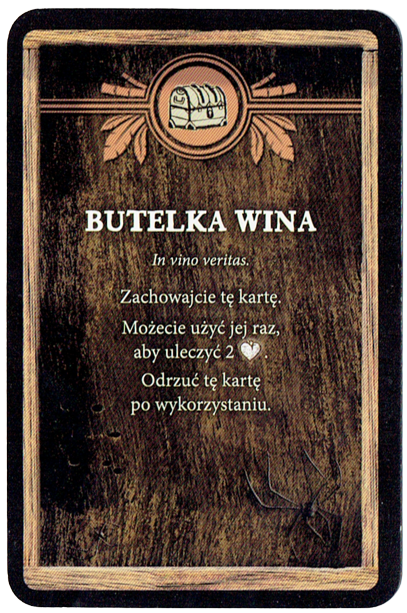 BUTELKA WINA
In vino veritas.
Zachowajcie tę kartę.
Możecie użyć jej raz,
aby uleczyć 2 .
Odrzuć tę kartę
po wykorzystaniu.